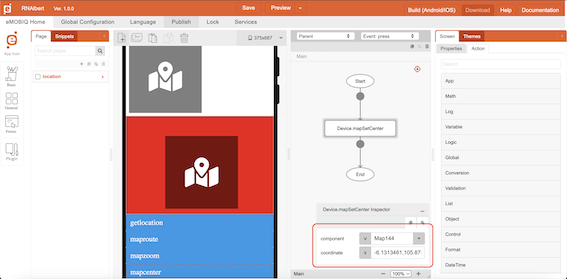 RNAlbert Ver. 1.0.0 Save Preview Build (Android/iOS) Download Help Documentation
eMOBIQ Home Global Configuration Language Publish Lock Services
App Icon
Basic
General
Forms
Plugin
Page Snippets
Search pages
location
375x667
getlocation
maproute
mapzoom
mapcenter
Parent Event: press
Main
Start
Device.mapSetCenter
End
Device.mapSetCenter Inspector
component V Map144
coordinate x -6.1313461,105.87
Main 100%
Screen Themes
Properties Action
Search
App
Math
Log
Variable
Logic
Global
Conversion
Validation
List
Object
Control
Format
DateTime